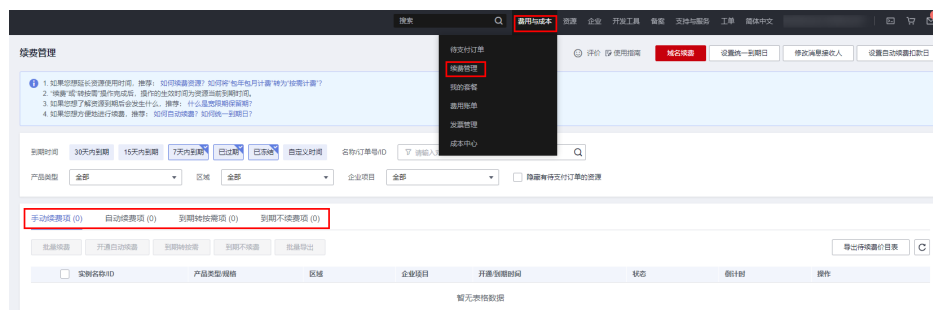 搜索 费用与成本 资源 企业 开发工具 备案 支持与服务 工单 简体中文
续费管理
评价 使用指南 域名续费 设置统一到期日 修改消息接收人 设置自动续费扣款日
待支付订单
续费管理
我的套餐
费用账单
发票管理
成本中心
1. 如果您想延长资源使用时间，推荐： 如何续费资源? 如何将“包年包月计费”转为“按需计费”?
2. “续费”或“转按需”操作完成后，操作的生效时间为资源当前到期时间。
3. 如果您想了解资源到期后会发生什么，推荐： 什么是宽限期保留期?
4. 如果您想方便地进行续费，推荐： 如何自动续费? 如何统一到期日?
到期时间 30天内到期 15天内到期 7天内到期 已过期 已冻结 自定义时间 名称/订单号/ID 请输入
产品类型 全部 区域 全部 企业项目 全部 隐藏有待支付订单的资源
手动续费项 (0) 自动续费项 (0) 到期转按需项 (0) 到期不续费项 (0)
批量续费 开通自动续费 到期转按需 到期不续费 批量导出 导出待续费价目表
实例名称/ID 产品类型/规格 区域 企业项目 开通/到期时间 状态 倒计时 操作
暂无表格数据